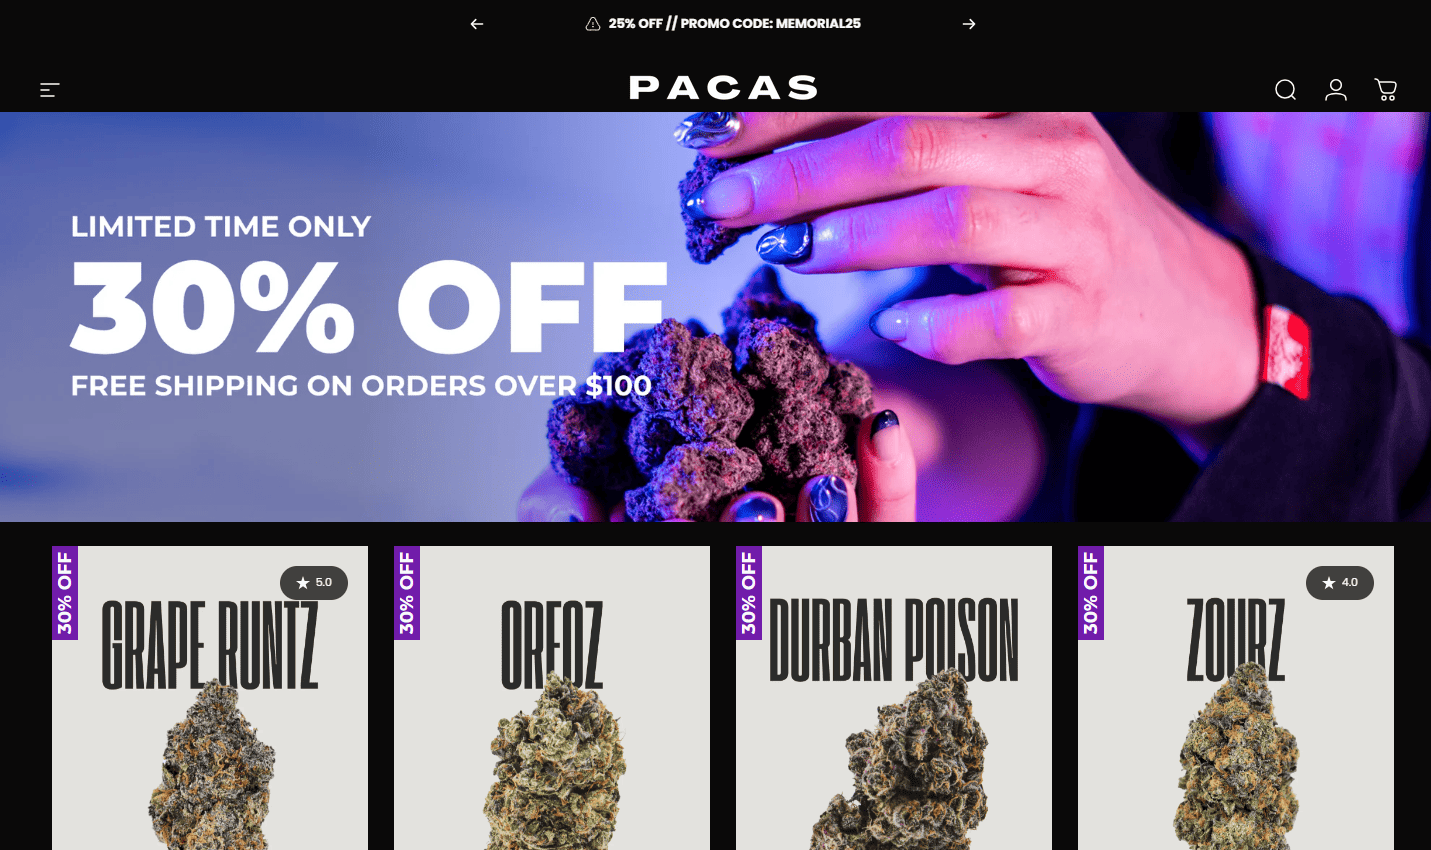 25% OFF // PROMO CODE: MEMORIAL25
PACAS
LIMITED TIME ONLY
30% OFF
FREE SHIPPING ON ORDERS OVER $100
30% OFF
5.0
GRAPE RUNTZ
30% OFF
OREOZ
30% OFF
DURBAN POISON
30% OFF
4.0
ZOURZ